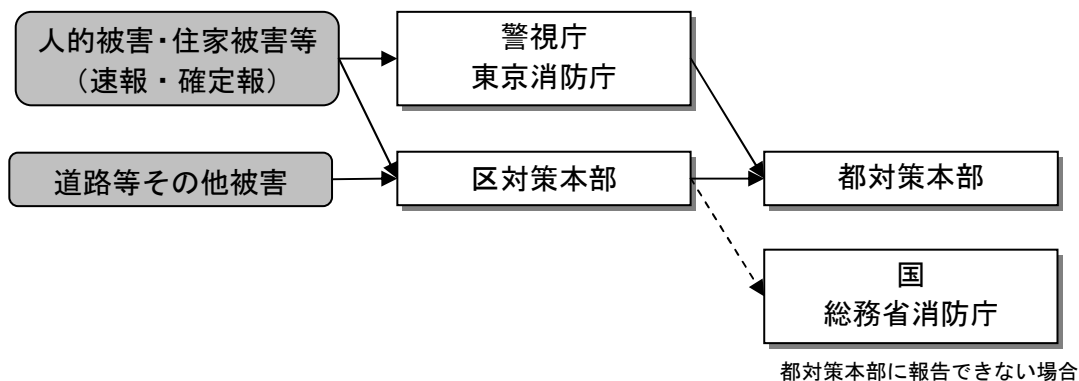 人的被害・住家被害等
（速報・確定報）
警視庁
東京消防庁
道路等その他被害
区対策本部
都対策本部
国
総務省消防庁
都対策本部に報告できない場合